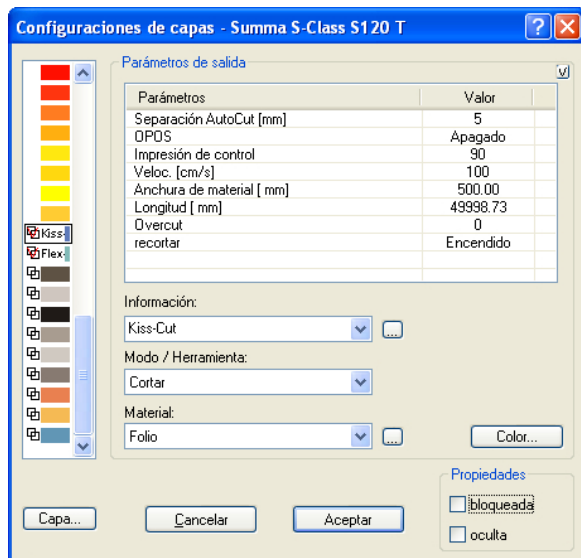 Configuraciones de capas - Summa S-Class S120 T
Parámetros de salida
Parámetros Valor
Separación AutoCut [mm] 5
OPOS Apagado
Impresión de control 90
Veloc. [cm/s] 100
Anchura de material [ mm] 500.00
Longitud [ mm] 49998.73
Overcut 0
recortar Encendido
Kiss-
Flex-
Información:
Kiss-Cut
...
Modo / Herramienta:
Cortar
Material:
Folio
...
Color...
Propiedades
bloqueada
oculta
Capa...
Cancelar
Aceptar